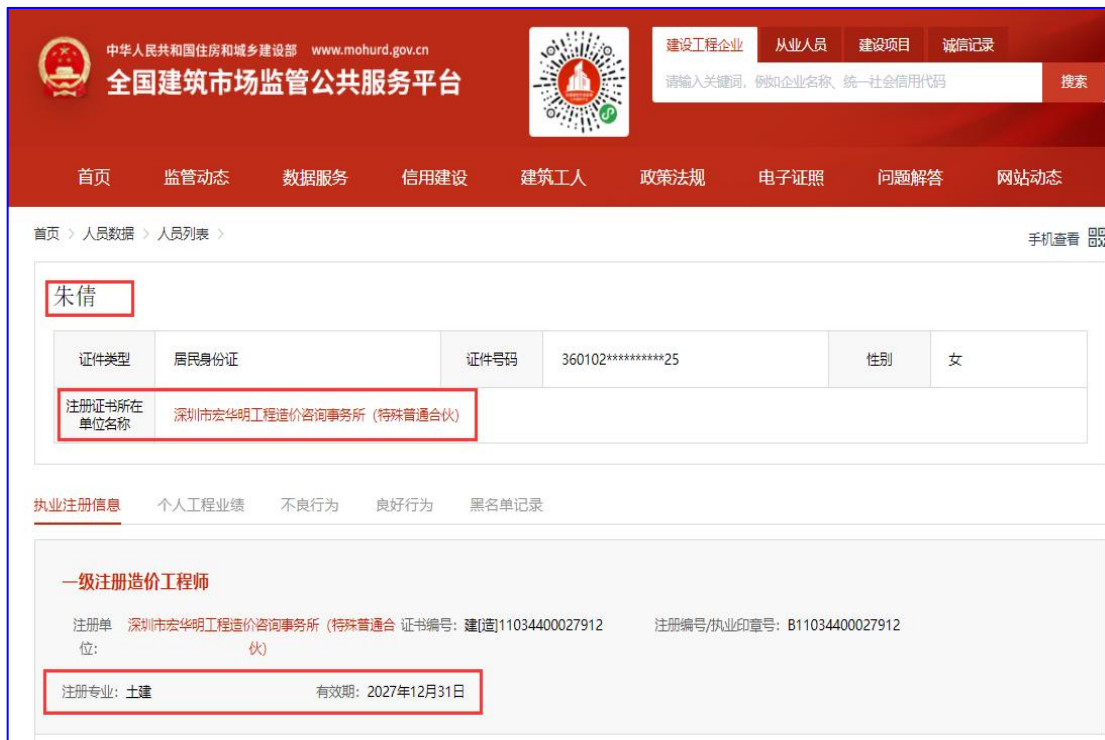 中华人民共和国住房和城乡建设部 www.mohurd.gov.cn
全国建筑市场监管公共服务平台
建设工程企业 从业人员 建设项目 诚信记录
请输入关键词，例如企业名称、统一社会信用代码 搜索
首页 监管动态 数据服务 信用建设 建筑工人 政策法规 电子证照 问题解答 网站动态
首页 > 人员数据 > 人员列表 >
手机查看
朱倩
证件类型 居民身份证 证件号码 360102**********25 性别 女
注册证书所在
单位名称
深圳市宏华明工程造价咨询事务所（特殊普通合伙）
执业注册信息 个人工程业绩 不良行为 良好行为 黑名单记录
一级注册造价工程师
注册单 深圳市宏华明工程造价咨询事务所（特殊普通合 证书编号：建[造]11034400027912 注册编号/执业印章号：B11034400027912
位： 伙）
注册专业：土建 有效期：2027年12月31日